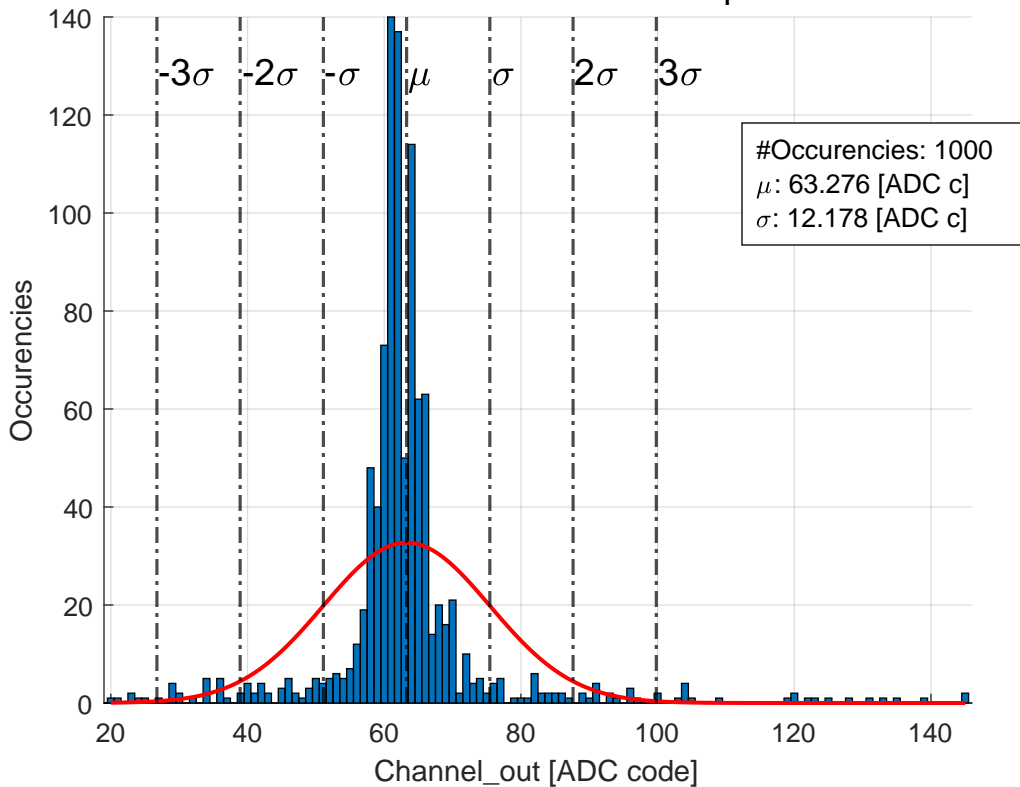 140
120
100
80
60
40
20
0
-3σ -2σ -σ μ σ 2σ 3σ
#Occurencies: 1000
μ: 63.276 [ADC c]
σ: 12.178 [ADC c]
Occurencies
20 40 60 80 100 120 140
Channel_out [ADC code]